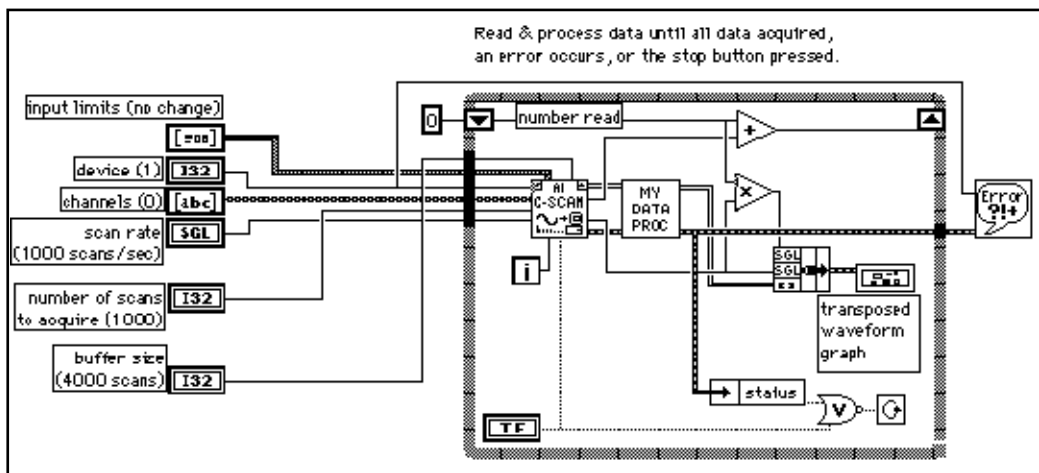 Read & process data until all data acquired,
an error occurs, or the stop button pressed.
input limits (no change)
device (1)
I32
channels (0)
[abc]
scan rate
(1000 scans/sec)
SGL
number of scans
to acquire (1000)
I32
buffer size
(4000 scans)
I32
0
number read
+
AI
C-SCAN
MY
DATA
PROC
×
i
SGL
SGL
transposed
waveform
graph
status
V
TF
Error
?!+